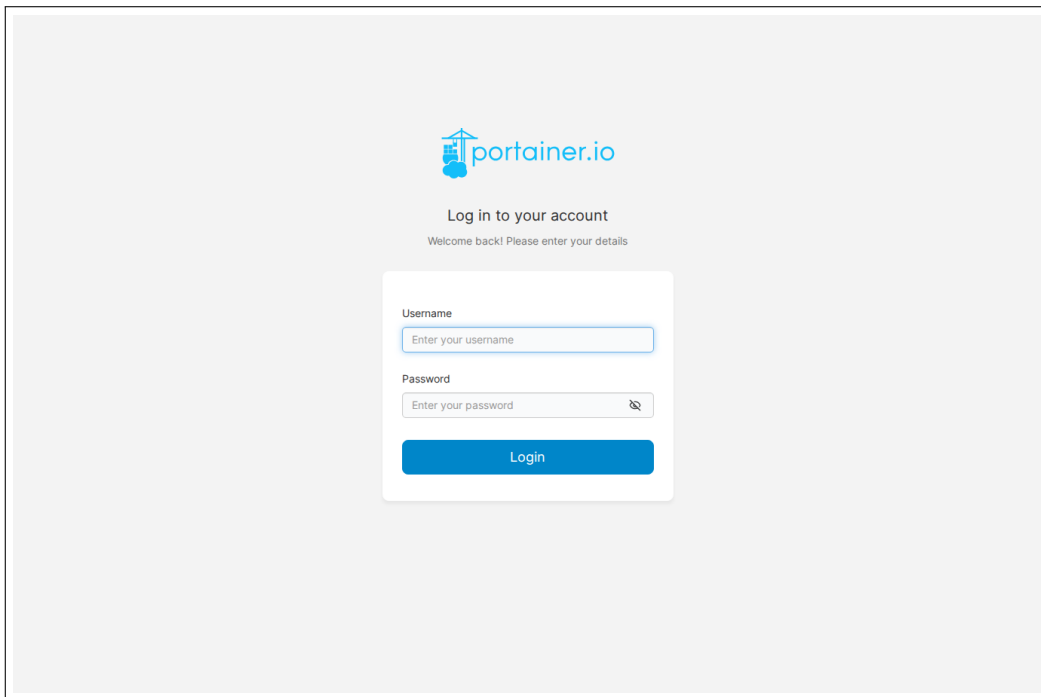 portainer.io
Log in to your account
Welcome back! Please enter your details
Username
Enter your username
Password
Enter your password
Login